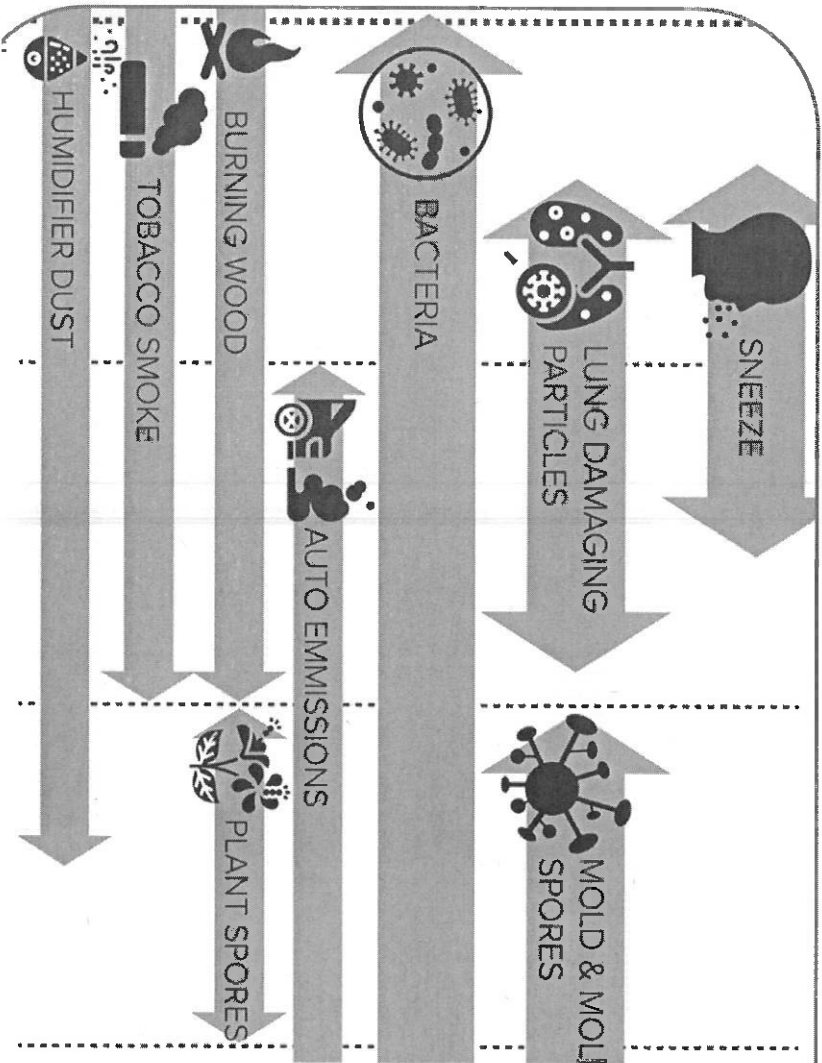 SNEEZE
LUNG DAMAGING
PARTICLES
MOLD & MOL
SPORES
BACTERIA
AUTO EMMISSIONS
BURNING WOOD
PLANT SPORES
TOBACCO SMOKE
HUMIDIFIER DUST